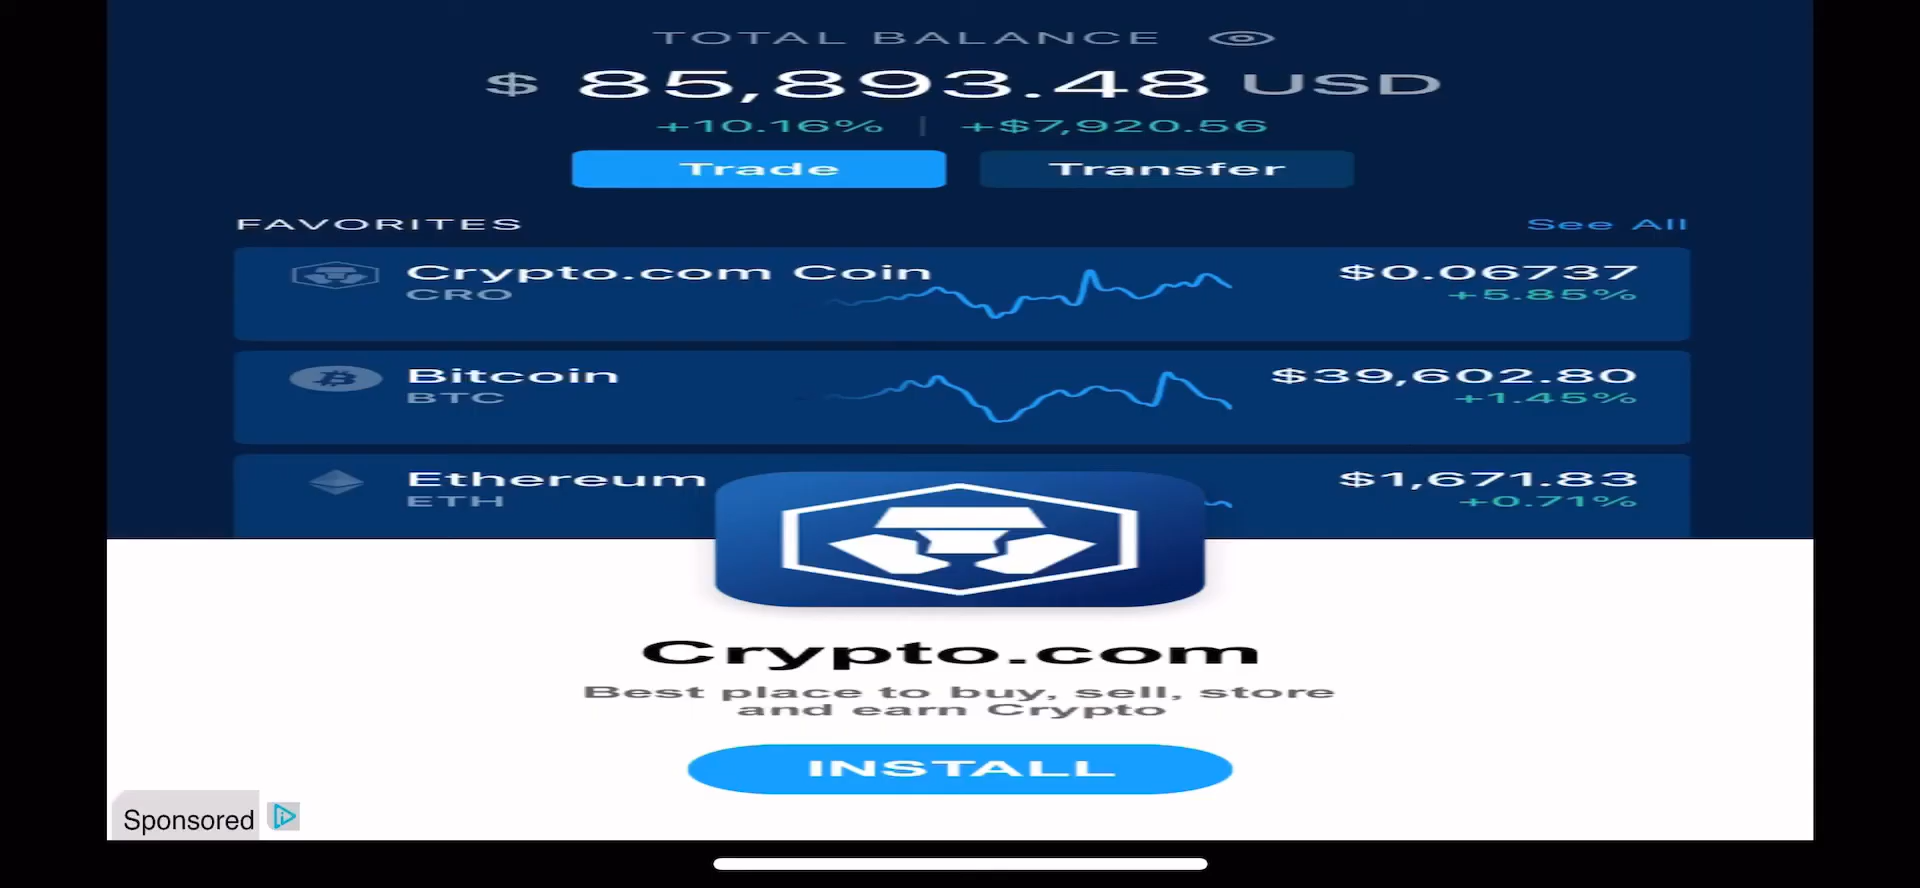 TOTAL BALANCE
$ 85,893.48 USD
+10.16% | +$7,920.56
Trade
Transfer
FAVORITES
See All
Crypto.com Coin
$0.06737
CRO
+5.85%
Bitcoin
$39,602.80
BTC
+1.45%
Ethereum
$1,671.83
ETH
+0.71%
Crypto.com
Best place to buy, sell, store
and earn Crypto
INSTALL
Sponsored